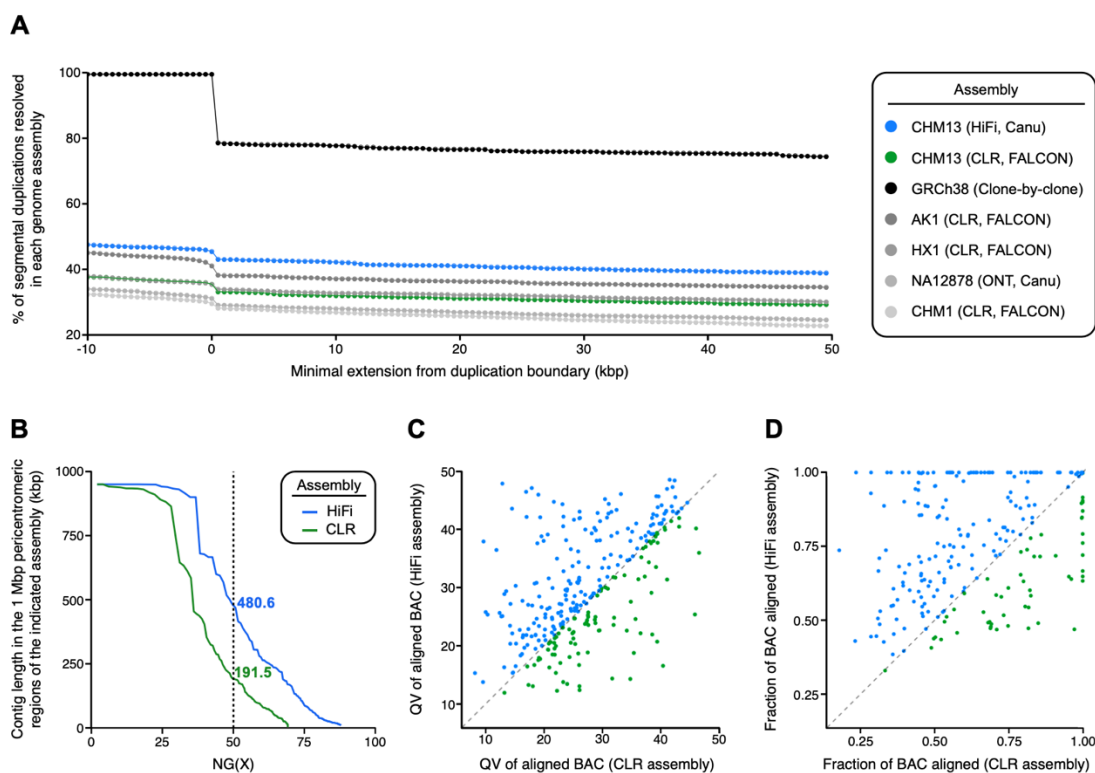 A
% of segmental duplications resolved
in each genome assembly
100
80
60
40
20
-10
0
10
20
30
40
50
Minimal extension from duplication boundary (kbp)
Assembly
CHM13 (HiFi, Canu)
CHM13 (CLR, FALCON)
GRCh38 (Clone-by-clone)
AK1 (CLR, FALCON)
HX1 (CLR, FALCON)
NA12878 (ONT, Canu)
CHM1 (CLR, FALCON)
B
Contig length in the 1 Mbp pericentromeric
regions of the indicated assembly (kbp)
1000
750
500
250
0
0
25
50
75
100
NG(X)
Assembly
HiFi
CLR
480.6
191.5
C
QV of aligned BAC (HiFi assembly)
50
40
30
20
10
10
20
30
40
50
QV of aligned BAC (CLR assembly)
D
Fraction of BAC aligned (HiFi assembly)
1.00
0.75
0.50
0.25
0.25
0.50
0.75
1.00
Fraction of BAC aligned (CLR assembly)